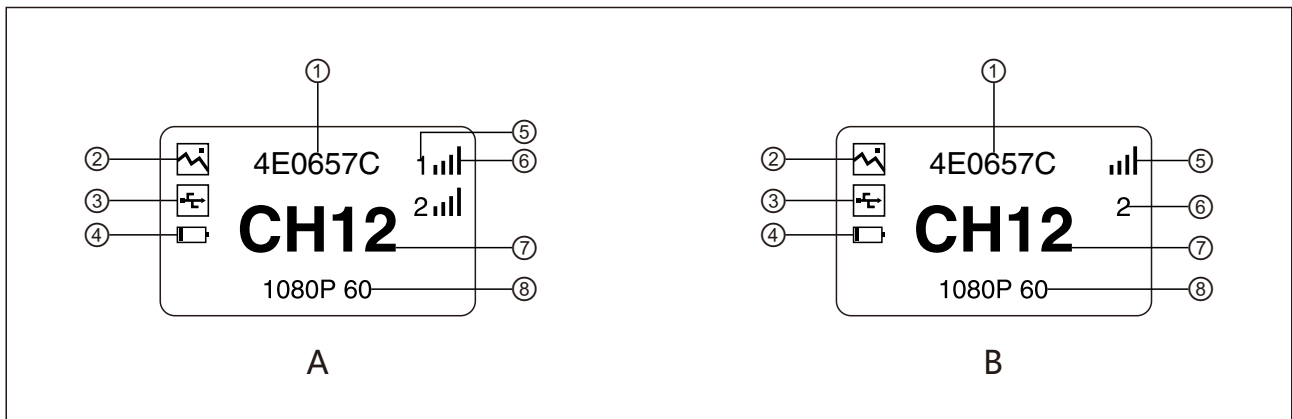 ① ①
② 4E0657C 1 ⑤
⑥
③ 2
④ CH12 ⑦
1080P 60 ⑧
A
② 4E0657C ⑤
③ 2 ⑥
④ CH12 ⑦
1080P 60 ⑧
B